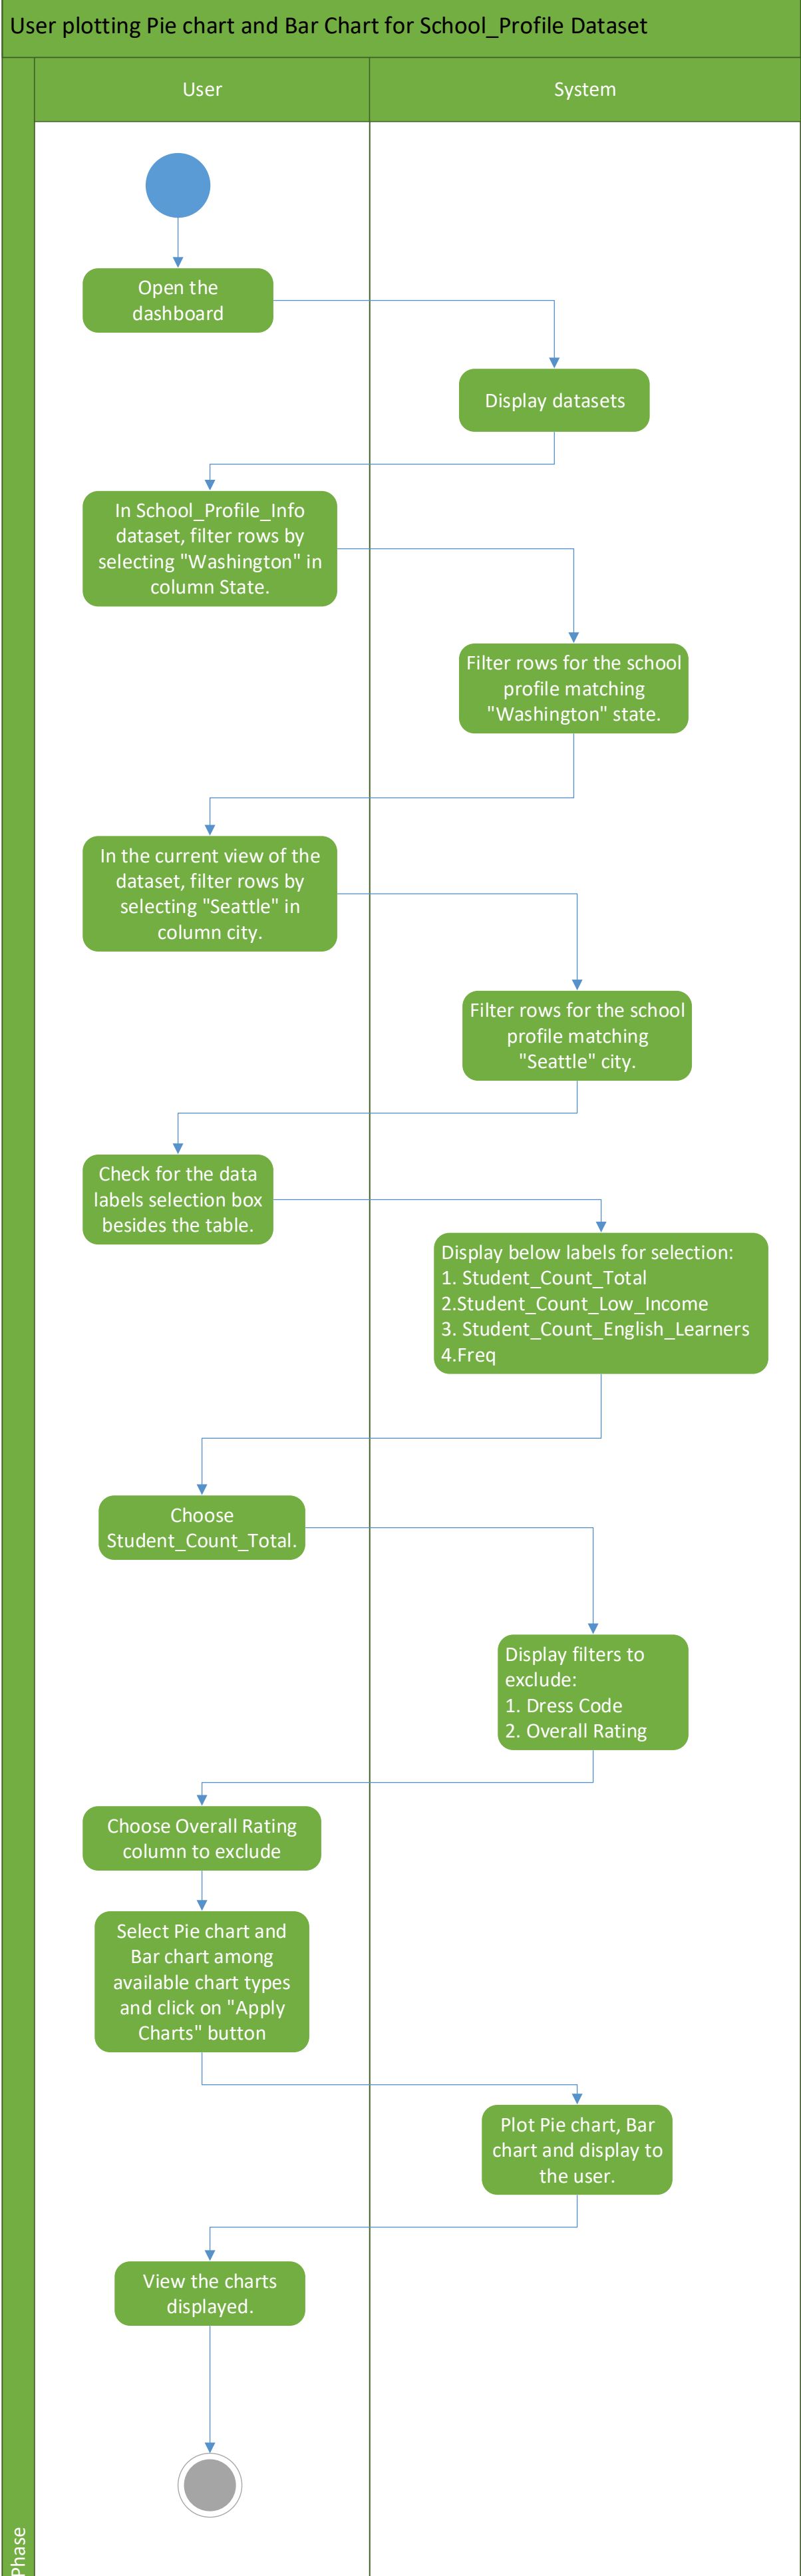 User plotting Pie chart and Bar Chart for School_Profile Dataset
User
System
Open the
dashboard
Display datasets
In School_Profile_Info
dataset, filter rows by
selecting "Washington" in
column State.
Filter rows for the school
profile matching
"Washington" state.
In the current view of the
dataset, filter rows by
selecting "Seattle" in
column city.
Filter rows for the school
profile matching
"Seattle" city.
Check for the data
labels selection box
besides the table.
Display below labels for selection:
1. Student_Count_Total
2.Student_Count_Low_Income
3. Student_Count_English_Learners
4.Freq
Choose
Student_Count_Total.
Display filters to
exclude:
1. Dress Code
2. Overall Rating
Choose Overall Rating
column to exclude
Select Pie chart and
Bar chart among
available chart types
and click on "Apply
Charts" button
Plot Pie chart, Bar
chart and display to
the user.
View the charts
displayed.
Phase